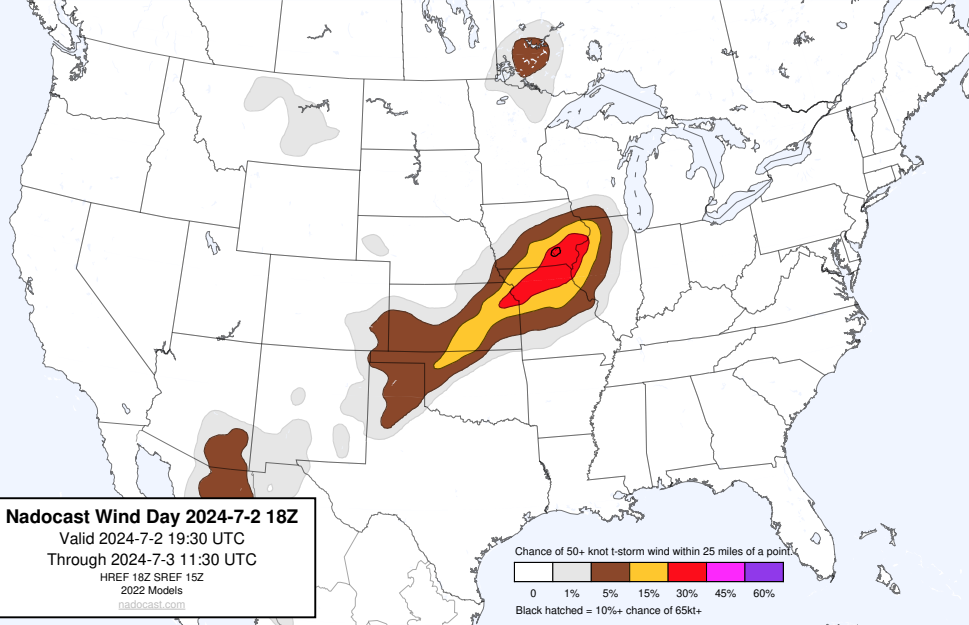 Nadocast Wind Day 2024-7-2 18Z
Valid 2024-7-2 19:30 UTC
Through 2024-7-3 11:30 UTC
HREF 18Z SREF 15Z
2022 Models
nadocast.com
Chance of 50+ knot t-storm wind within 25 miles of a point.
0 1% 5% 15% 30% 45% 60%
Black hatched = 10%+ chance of 65kt+